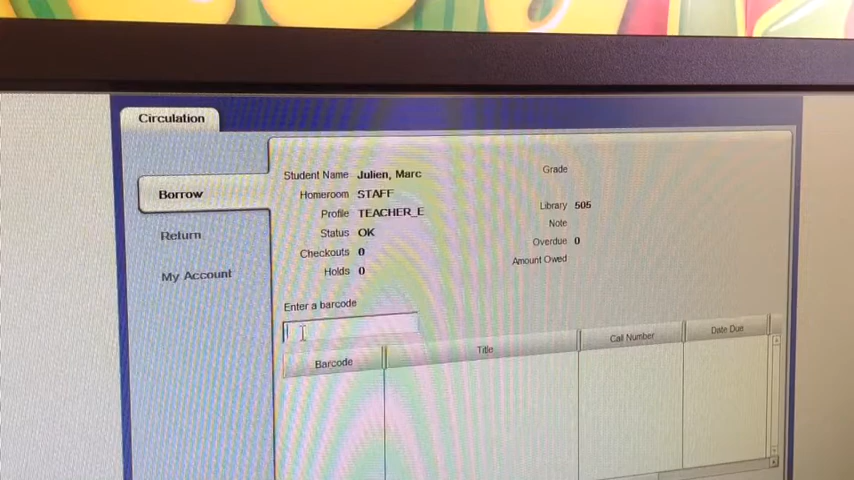 Circulation
Borrow
Return
My Account
Student Name Julien, Marc
Homeroom STAFF
Profile TEACHER_E
Status OK
Checkouts 0
Holds 0
Grade
Library 505
Note
Overdue 0
Amount Owed
Enter a barcode
Barcode Title Call Number Date Due